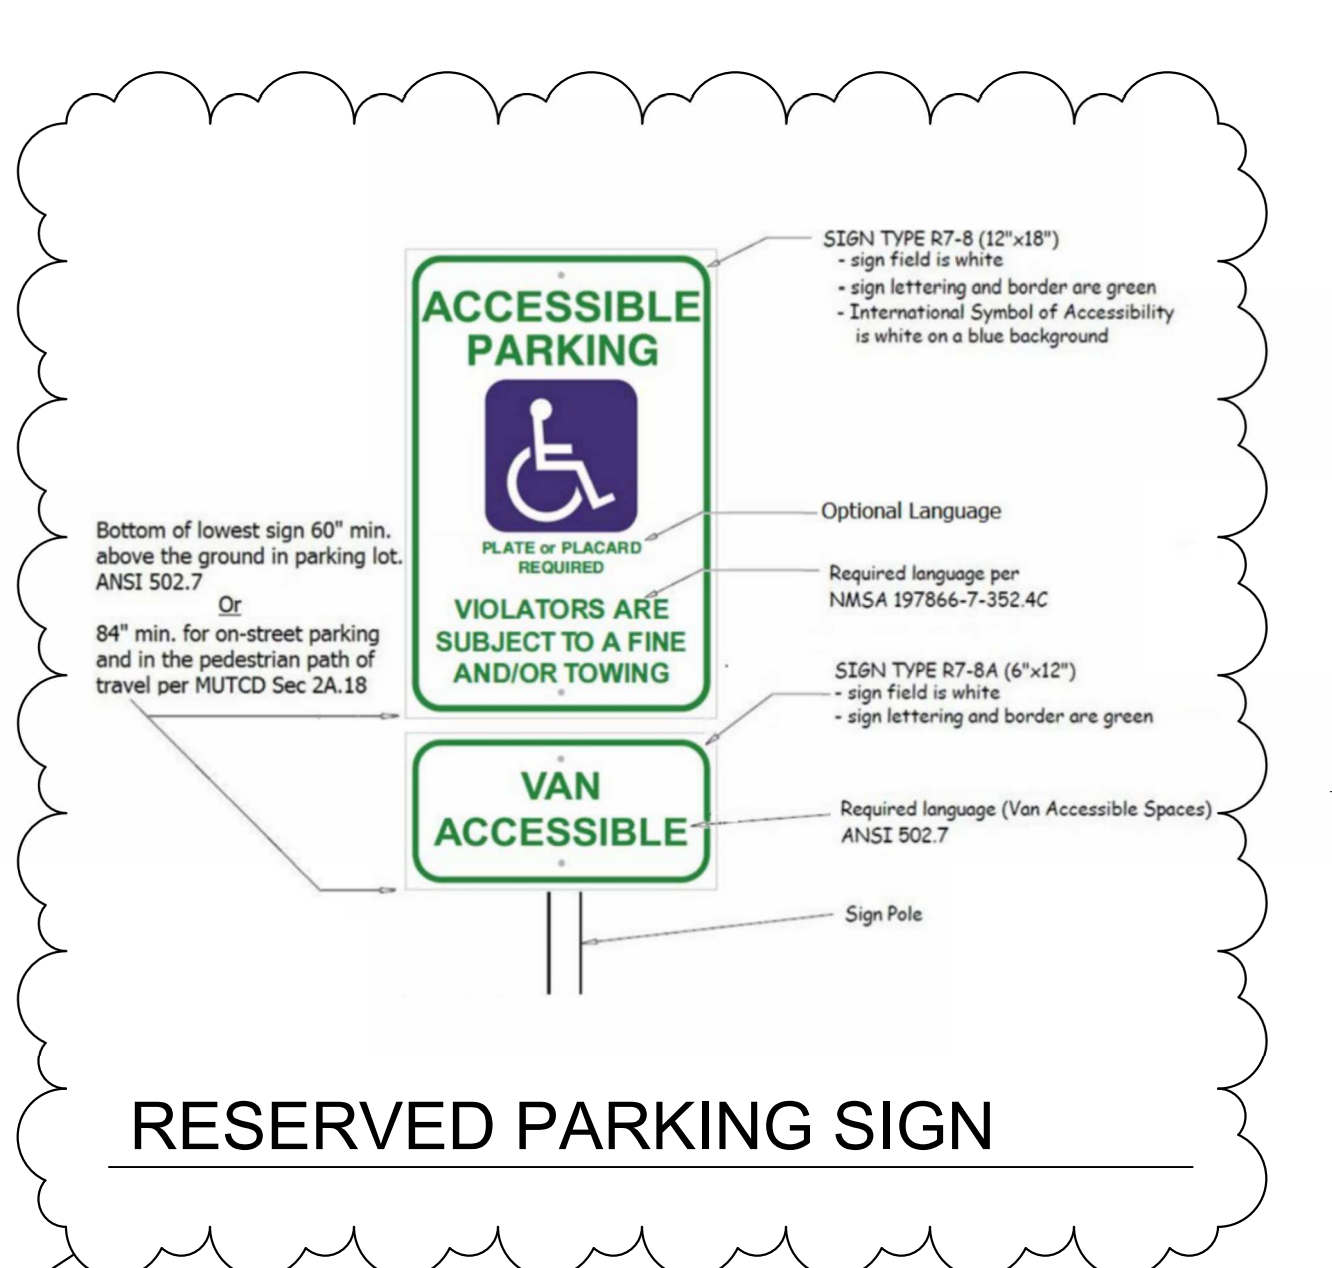 SIGN TYPE R7-8 (12"x18")
- sign field is white
- sign lettering and border are green
- International Symbol of Accessibility
is white on a blue background
ACCESSIBLE
PARKING
Optional Language
PLATE or PLACARD
REQUIRED
Required language per
NMSA 197866-7-352.4C
VIOLATORS ARE
SUBJECT TO A FINE
AND/OR TOWING
Bottom of lowest sign 60" min.
above the ground in parking lot.
ANSI 502.7
Or
84" min. for on-street parking
and in the pedestrian path of
travel per MUTCD Sec 2A.18
SIGN TYPE R7-8A (6"x12")
- sign field is white
- sign lettering and border are green
VAN
ACCESSIBLE
Required language (Van Accessible Spaces)
ANSI 502.7
Sign Pole
RESERVED PARKING SIGN